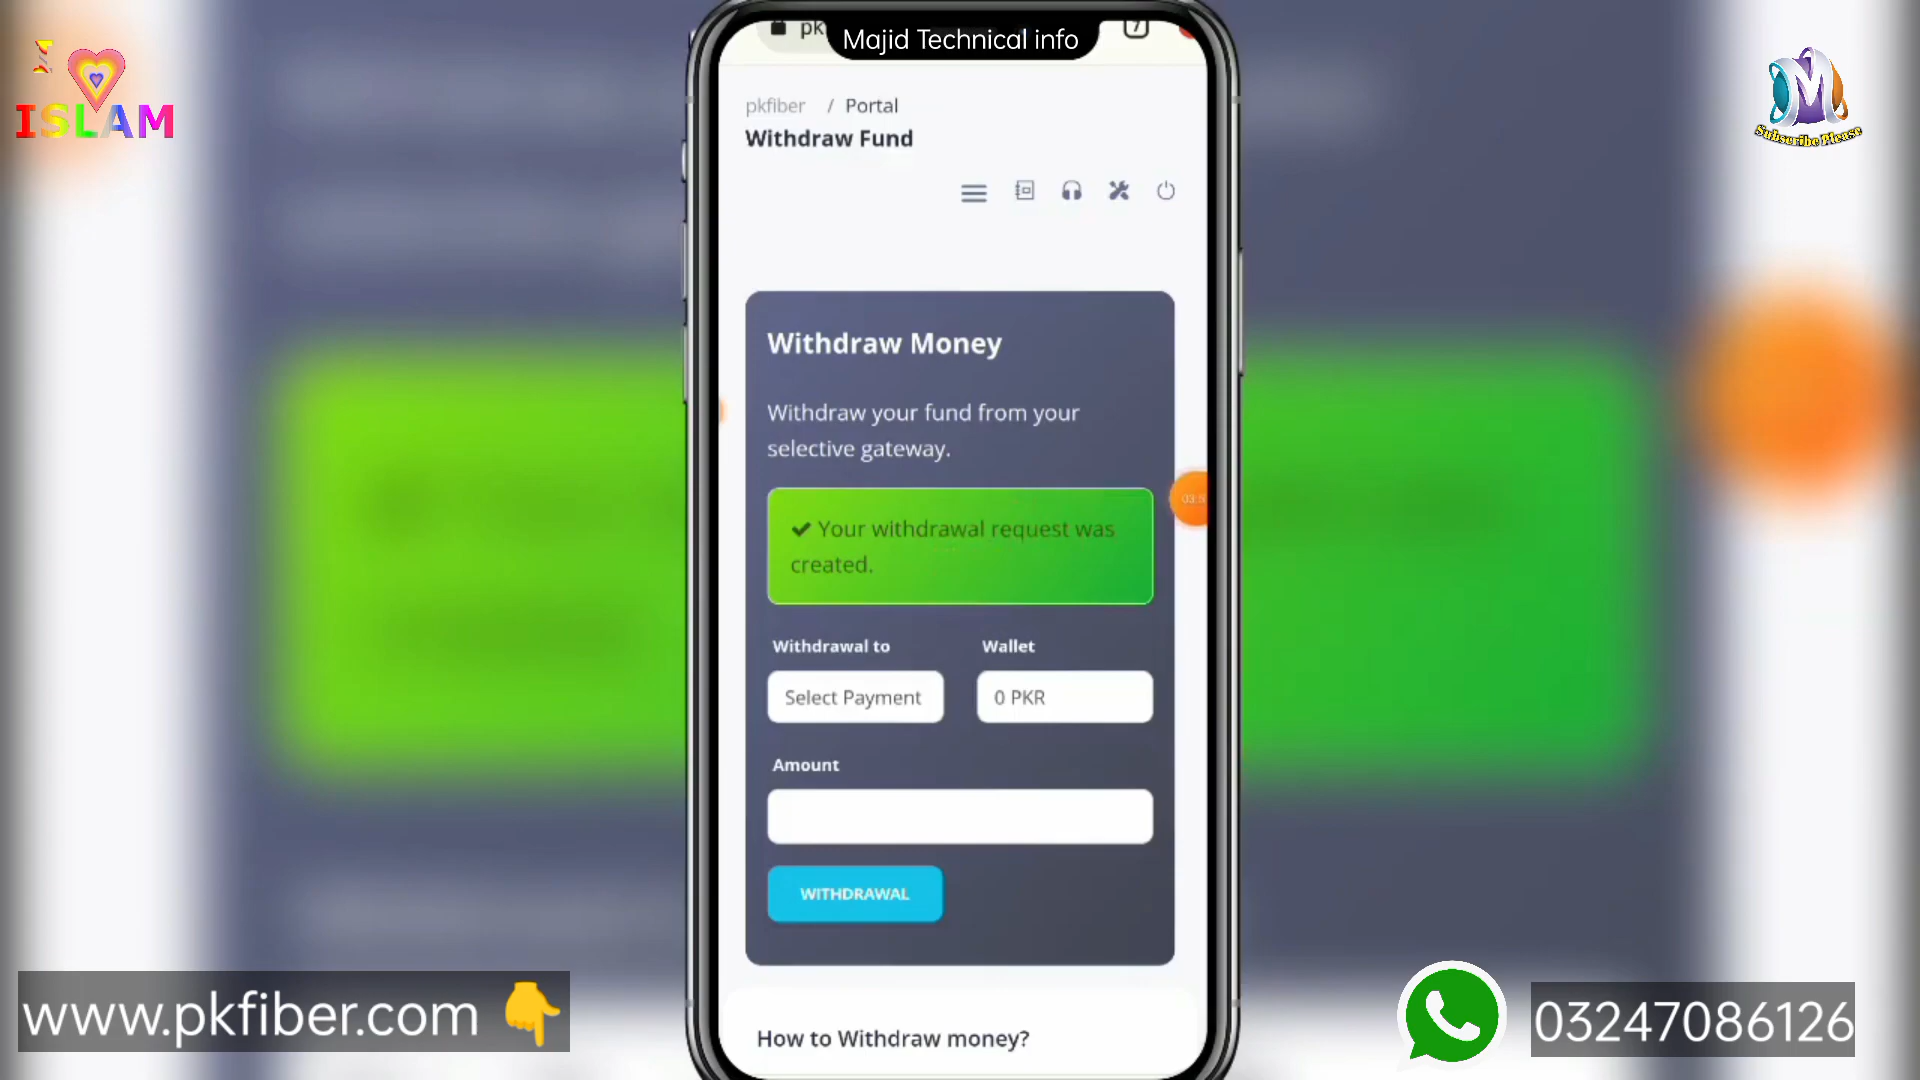 I
ISLAM
Majid Technical info
Subscribe Please
pkfiber / Portal
Withdraw Fund
Withdraw Money
Withdraw your fund from your
selective gateway.
Your withdrawal request was
created.
Withdrawal to
Wallet
Select Payment
0 PKR
Amount
WITHDRAWAL
How to Withdraw money?
www.pkfiber.com
03247086126